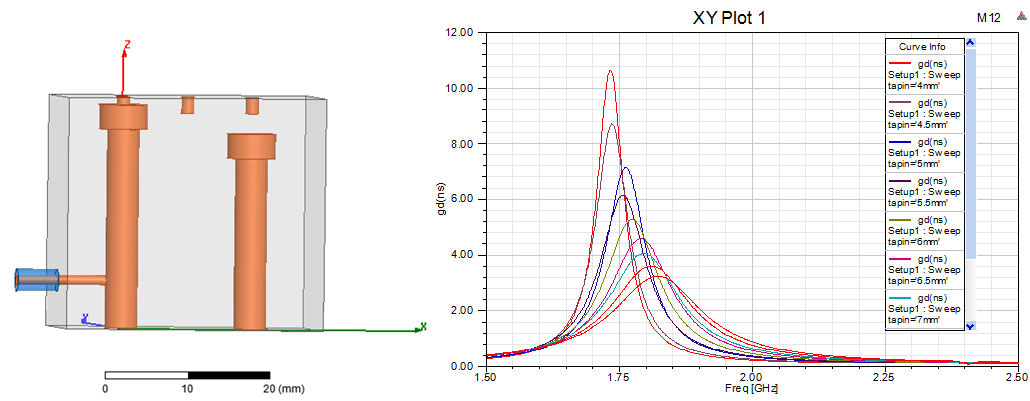 Z
Y
X
0
10
20 (mm)
XY Plot 1
M12
12.00
10.00
8.00
6.00
4.00
2.00
0.00
gd(ns)
1.50
1.75
2.00
2.25
2.50
Freq [GHz]
Curve Info
gd(ns)
Setup1 : Sweep
tapin='4mm'
gd(ns)
Setup1 : Sweep
tapin='4.5mm'
gd(ns)
Setup1 : Sweep
tapin='5mm'
gd(ns)
Setup1 : Sweep
tapin='5.5mm'
gd(ns)
Setup1 : Sweep
tapin='6mm'
gd(ns)
Setup1 : Sweep
tapin='6.5mm'
gd(ns)
Setup1 : Sweep
tapin='7mm'